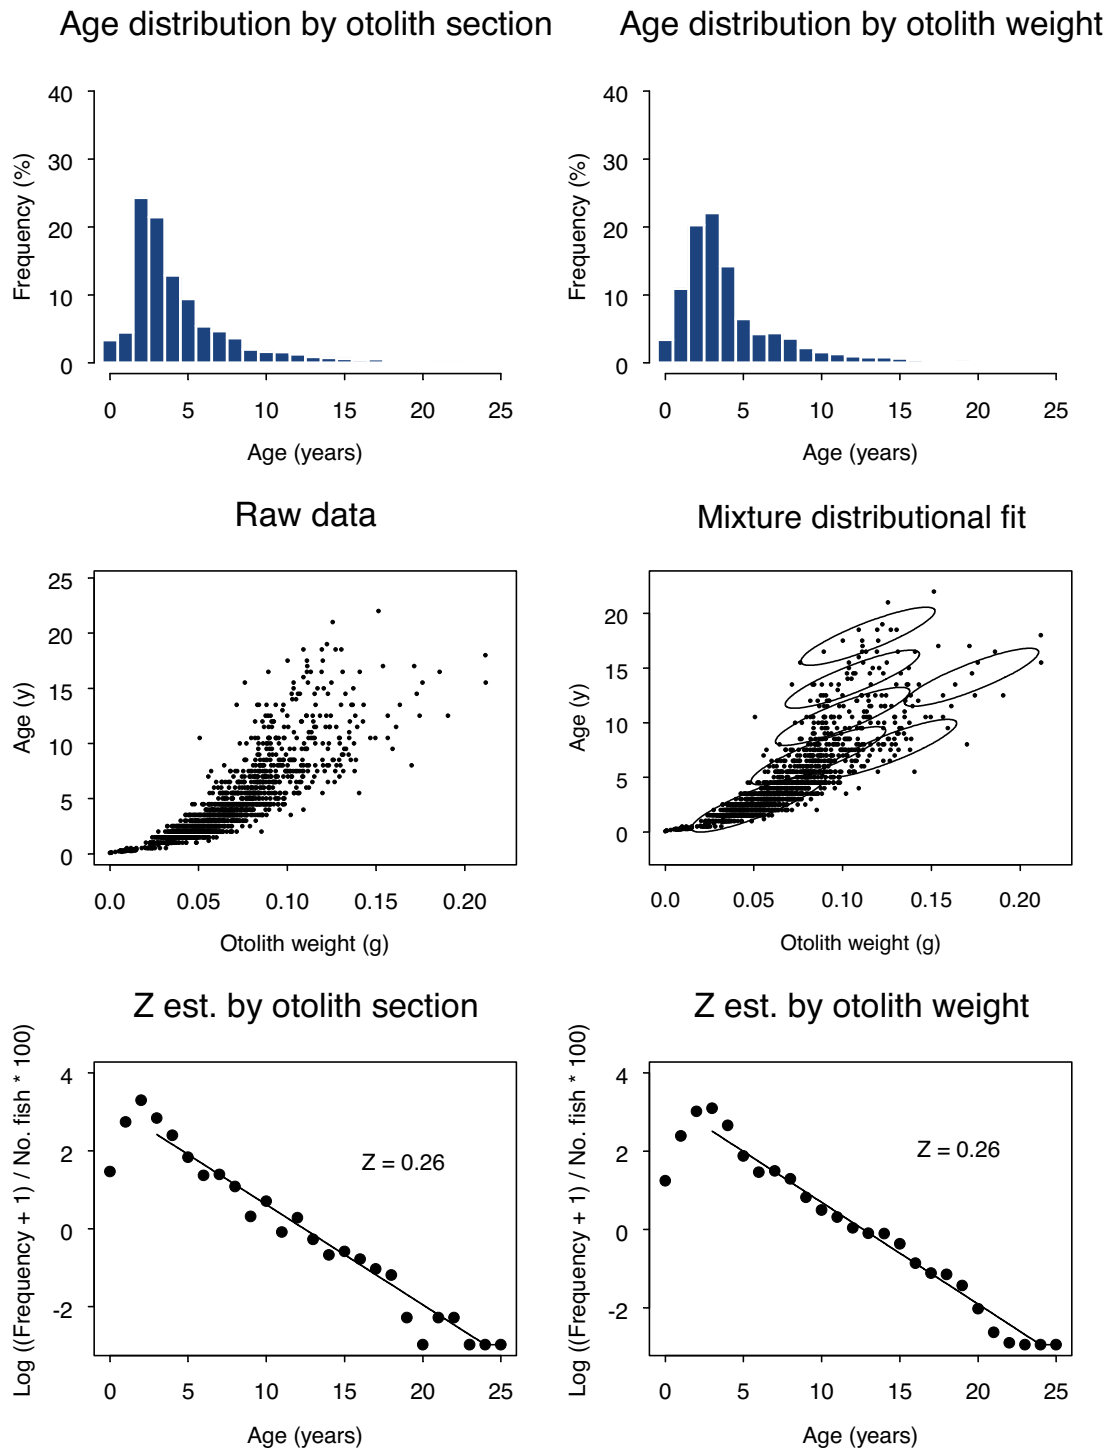 Age distribution by otolith section
Age distribution by otolith weight
Frequency (%)
40
30
20
10
0
0 5 10 15 20 25
Age (years)
Frequency (%)
40
30
20
10
0
0 5 10 15 20 25
Age (years)
Raw data
Mixture distributional fit
Age (y)
25
20
15
10
5
0
0.0 0.05 0.10 0.15 0.20
Otolith weight (g)
Age (y)
20
15
10
5
0
0.0 0.05 0.10 0.15 0.20
Otolith weight (g)
Z est. by otolith section
Z est. by otolith weight
Log ((Frequency + 1) / No. fish * 100)
4
2
0
-2
Z = 0.26
0 5 10 15 20 25
Age (years)
Log ((Frequency + 1) / No. fish * 100)
4
2
0
-2
Z = 0.26
0 5 10 15 20 25
Age (years)